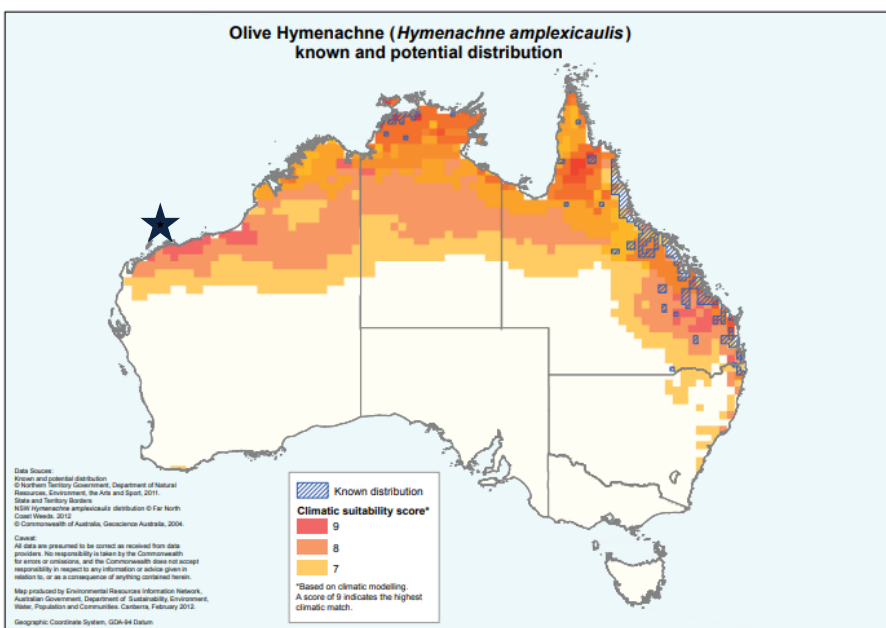 Olive Hymenachne (Hymenachne amplexicaulis)
known and potential distribution
Data Souces:
Known and potential distribution
© Northern Territory Government, Department of Natural
Resources, Environment, the Arts and Sport, 2011.
State and Territory Borders
NSW Hymenachne amplexicaulis distribution © Far North
Coast Weeds. 2012
© Commonwealth of Australia, Geoscience Australia, 2004.
Caveat:
All data are presumed to be correct as received from data
providers. No responsibility is taken by the Commonwealth
for errors or omissions, and the Commonwealth does not accept
responsibility in respect to any information or advice given in
relation to, or as a consequence of anything contained herein.
Map produced by Environmental Resources Information Network,
Australian Government, Department of Sustainability, Environment,
Water, Population and Communities. Canberra, February 2012.
Geographic Coordinate System, GDA-94 Datum
Known distribution
Climatic suitability score*
9
8
7
*Based on climatic modelling.
A score of 9 indicates the highest
climatic match.